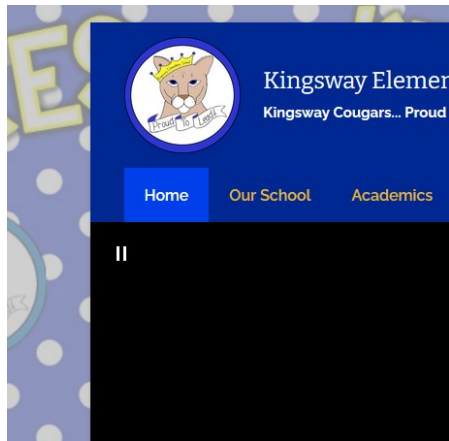 Kingsway Elemen
Kingsway Cougars... Proud
Proud To Lead!
Home
Our School
Academics